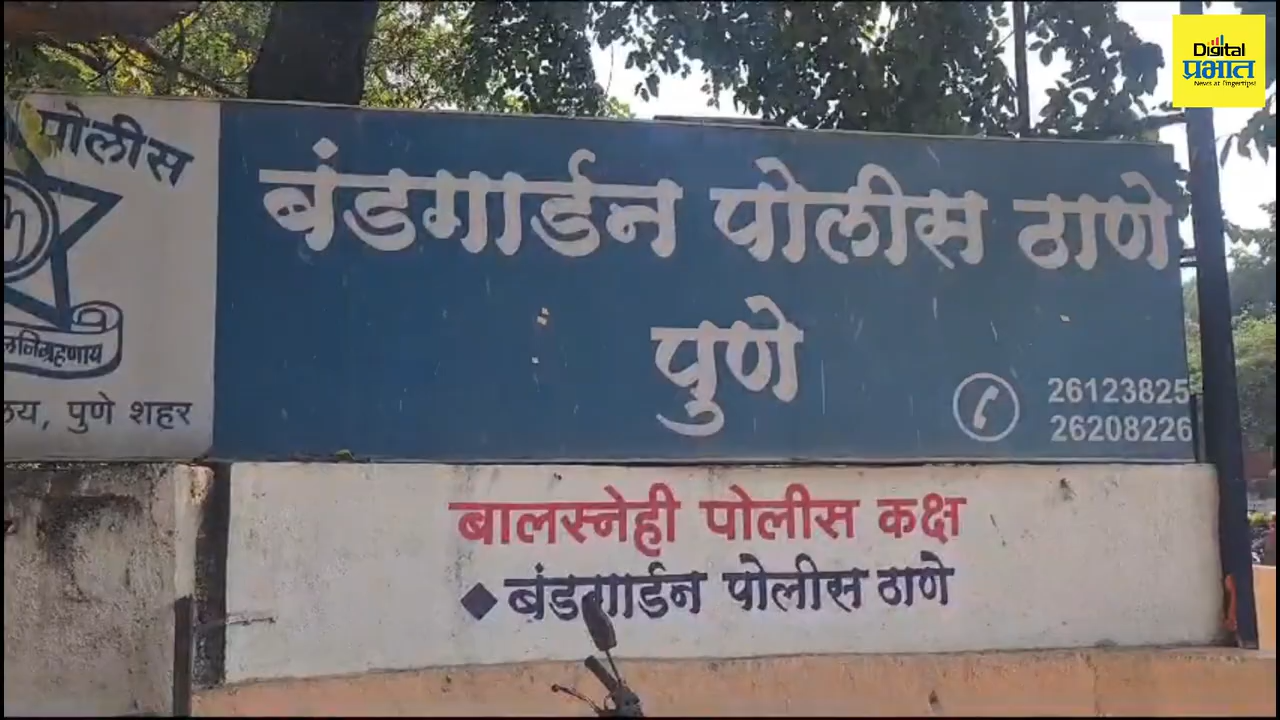 Digital
प्रभात
News at fingertips!
पोलीस
बंडगार्डन पोलीस ठाणे
पुणे
26123825
26208226
पुणे शहर
बालस्नेही पोलीस कक्ष
बंडगार्डन पोलीस ठाणे